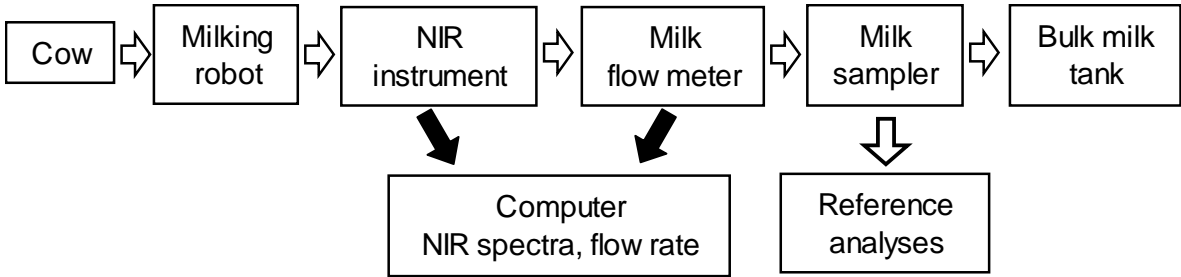 Cow
Milking
robot
NIR
instrument
Milk
flow meter
Milk
sampler
Bulk milk
tank
Computer
NIR spectra, flow rate
Reference
analyses